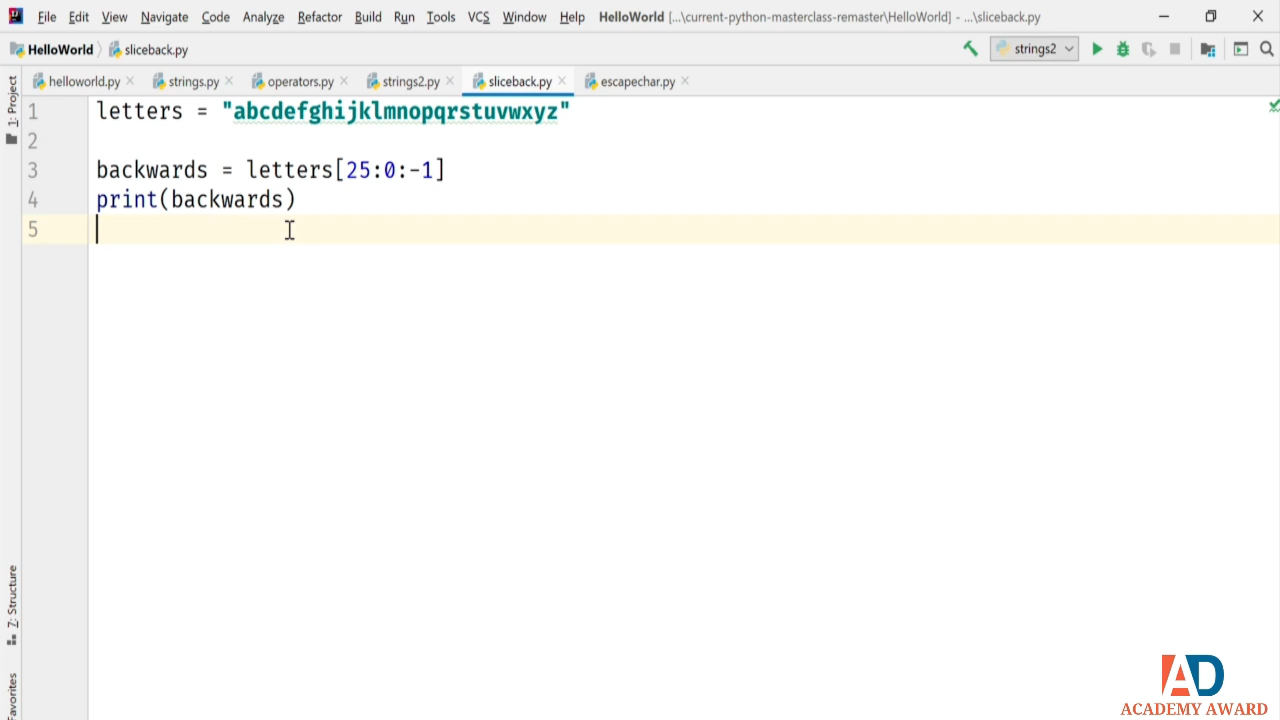 File Edit View Navigate Code Analyze Refactor Build Run Tools VCS Window Help HelloWorld [...\current-python-masterclass-remaster\HelloWorld] - ...\sliceback.py
HelloWorld sliceback.py strings2
helloworld.py strings.py operators.py strings2.py sliceback.py escapechar.py
1: Project
1 letters = "abcdefghijklmnopqrstuvwxyz"
2
3 backwards = letters[25:0:-1]
4 print(backwards)
5
Z: Structure
Favorites
AD
ACADEMY AWARD